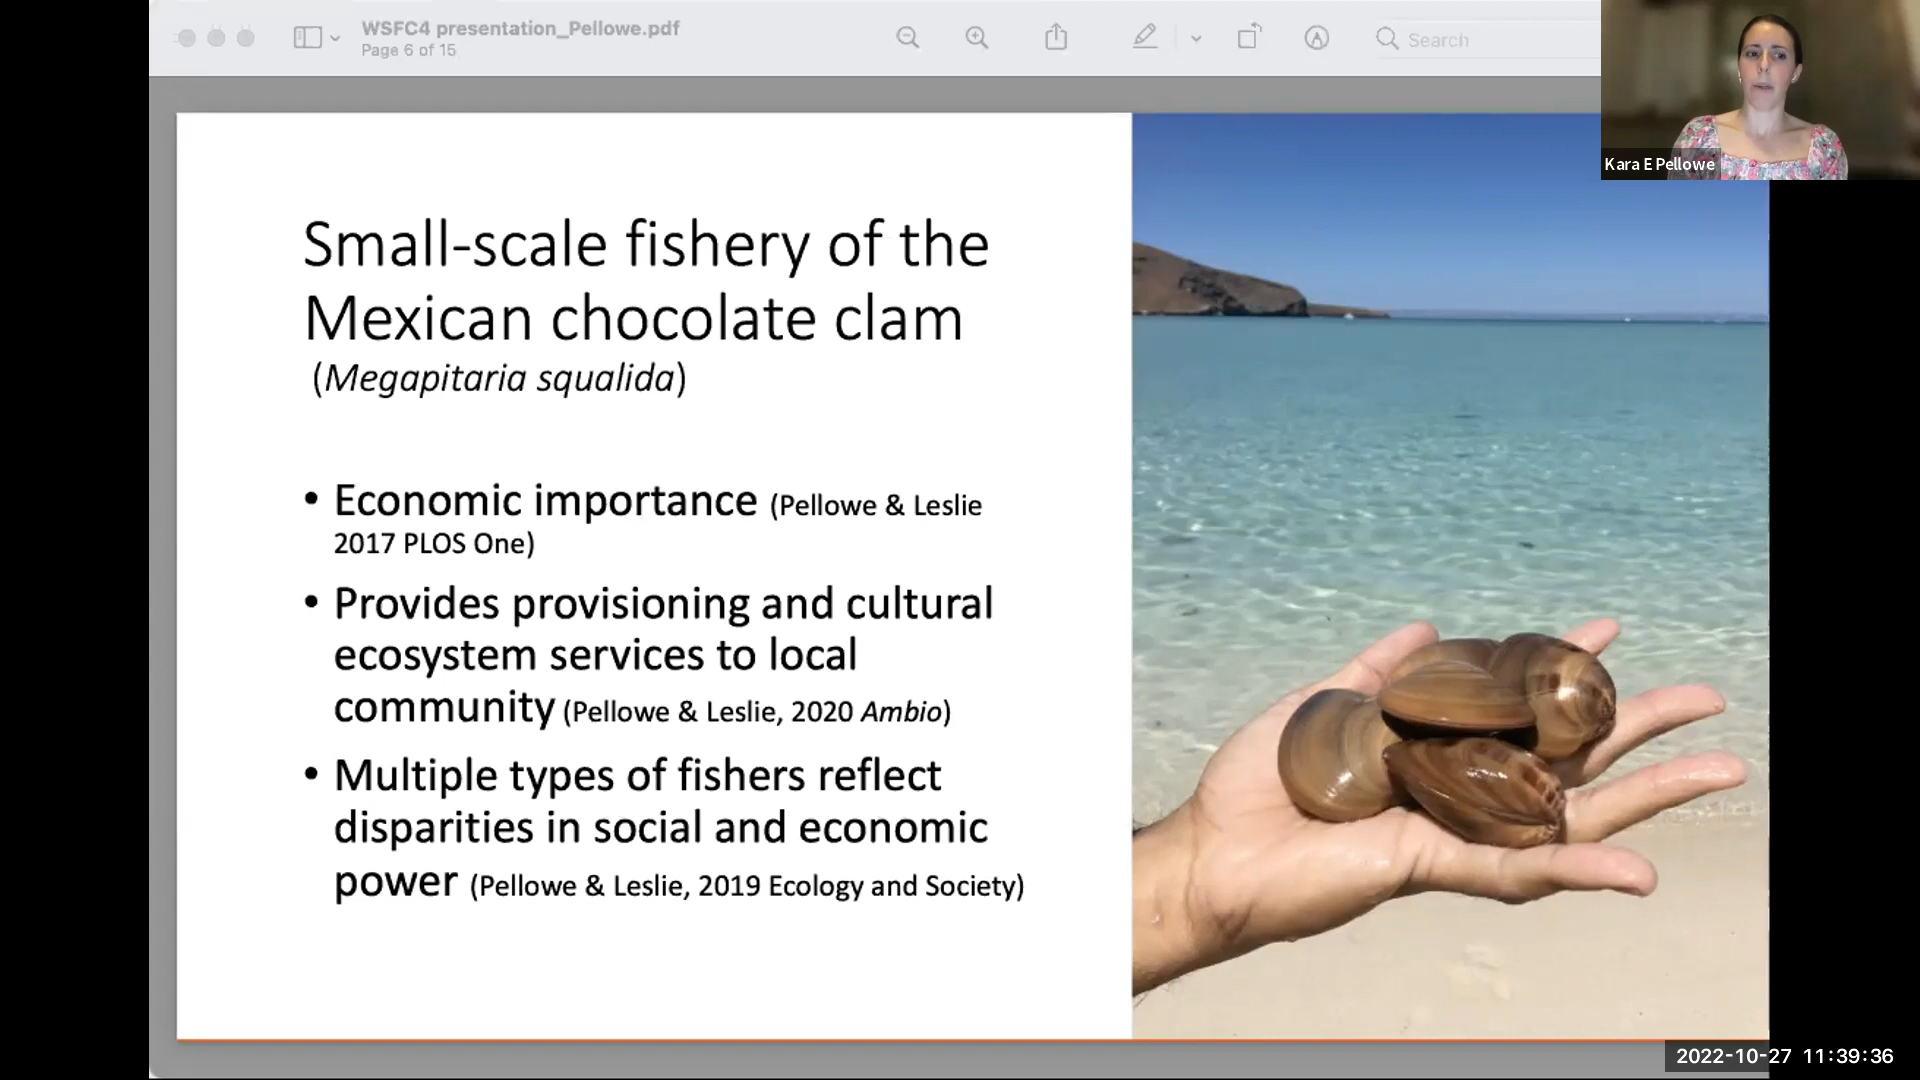 WSFC4 presentation_Pellowe.pdf
Page 6 of 15
Search
Kara E Pellowe
Small-scale fishery of the
Mexican chocolate clam
(Megapitaria squalida)
• Economic importance (Pellowe & Leslie
2017 PLOS One)
• Provides provisioning and cultural
ecosystem services to local
community (Pellowe & Leslie, 2020 Ambio)
• Multiple types of fishers reflect
disparities in social and economic
power (Pellowe & Leslie, 2019 Ecology and Society)
2022-10-27 11:39:36